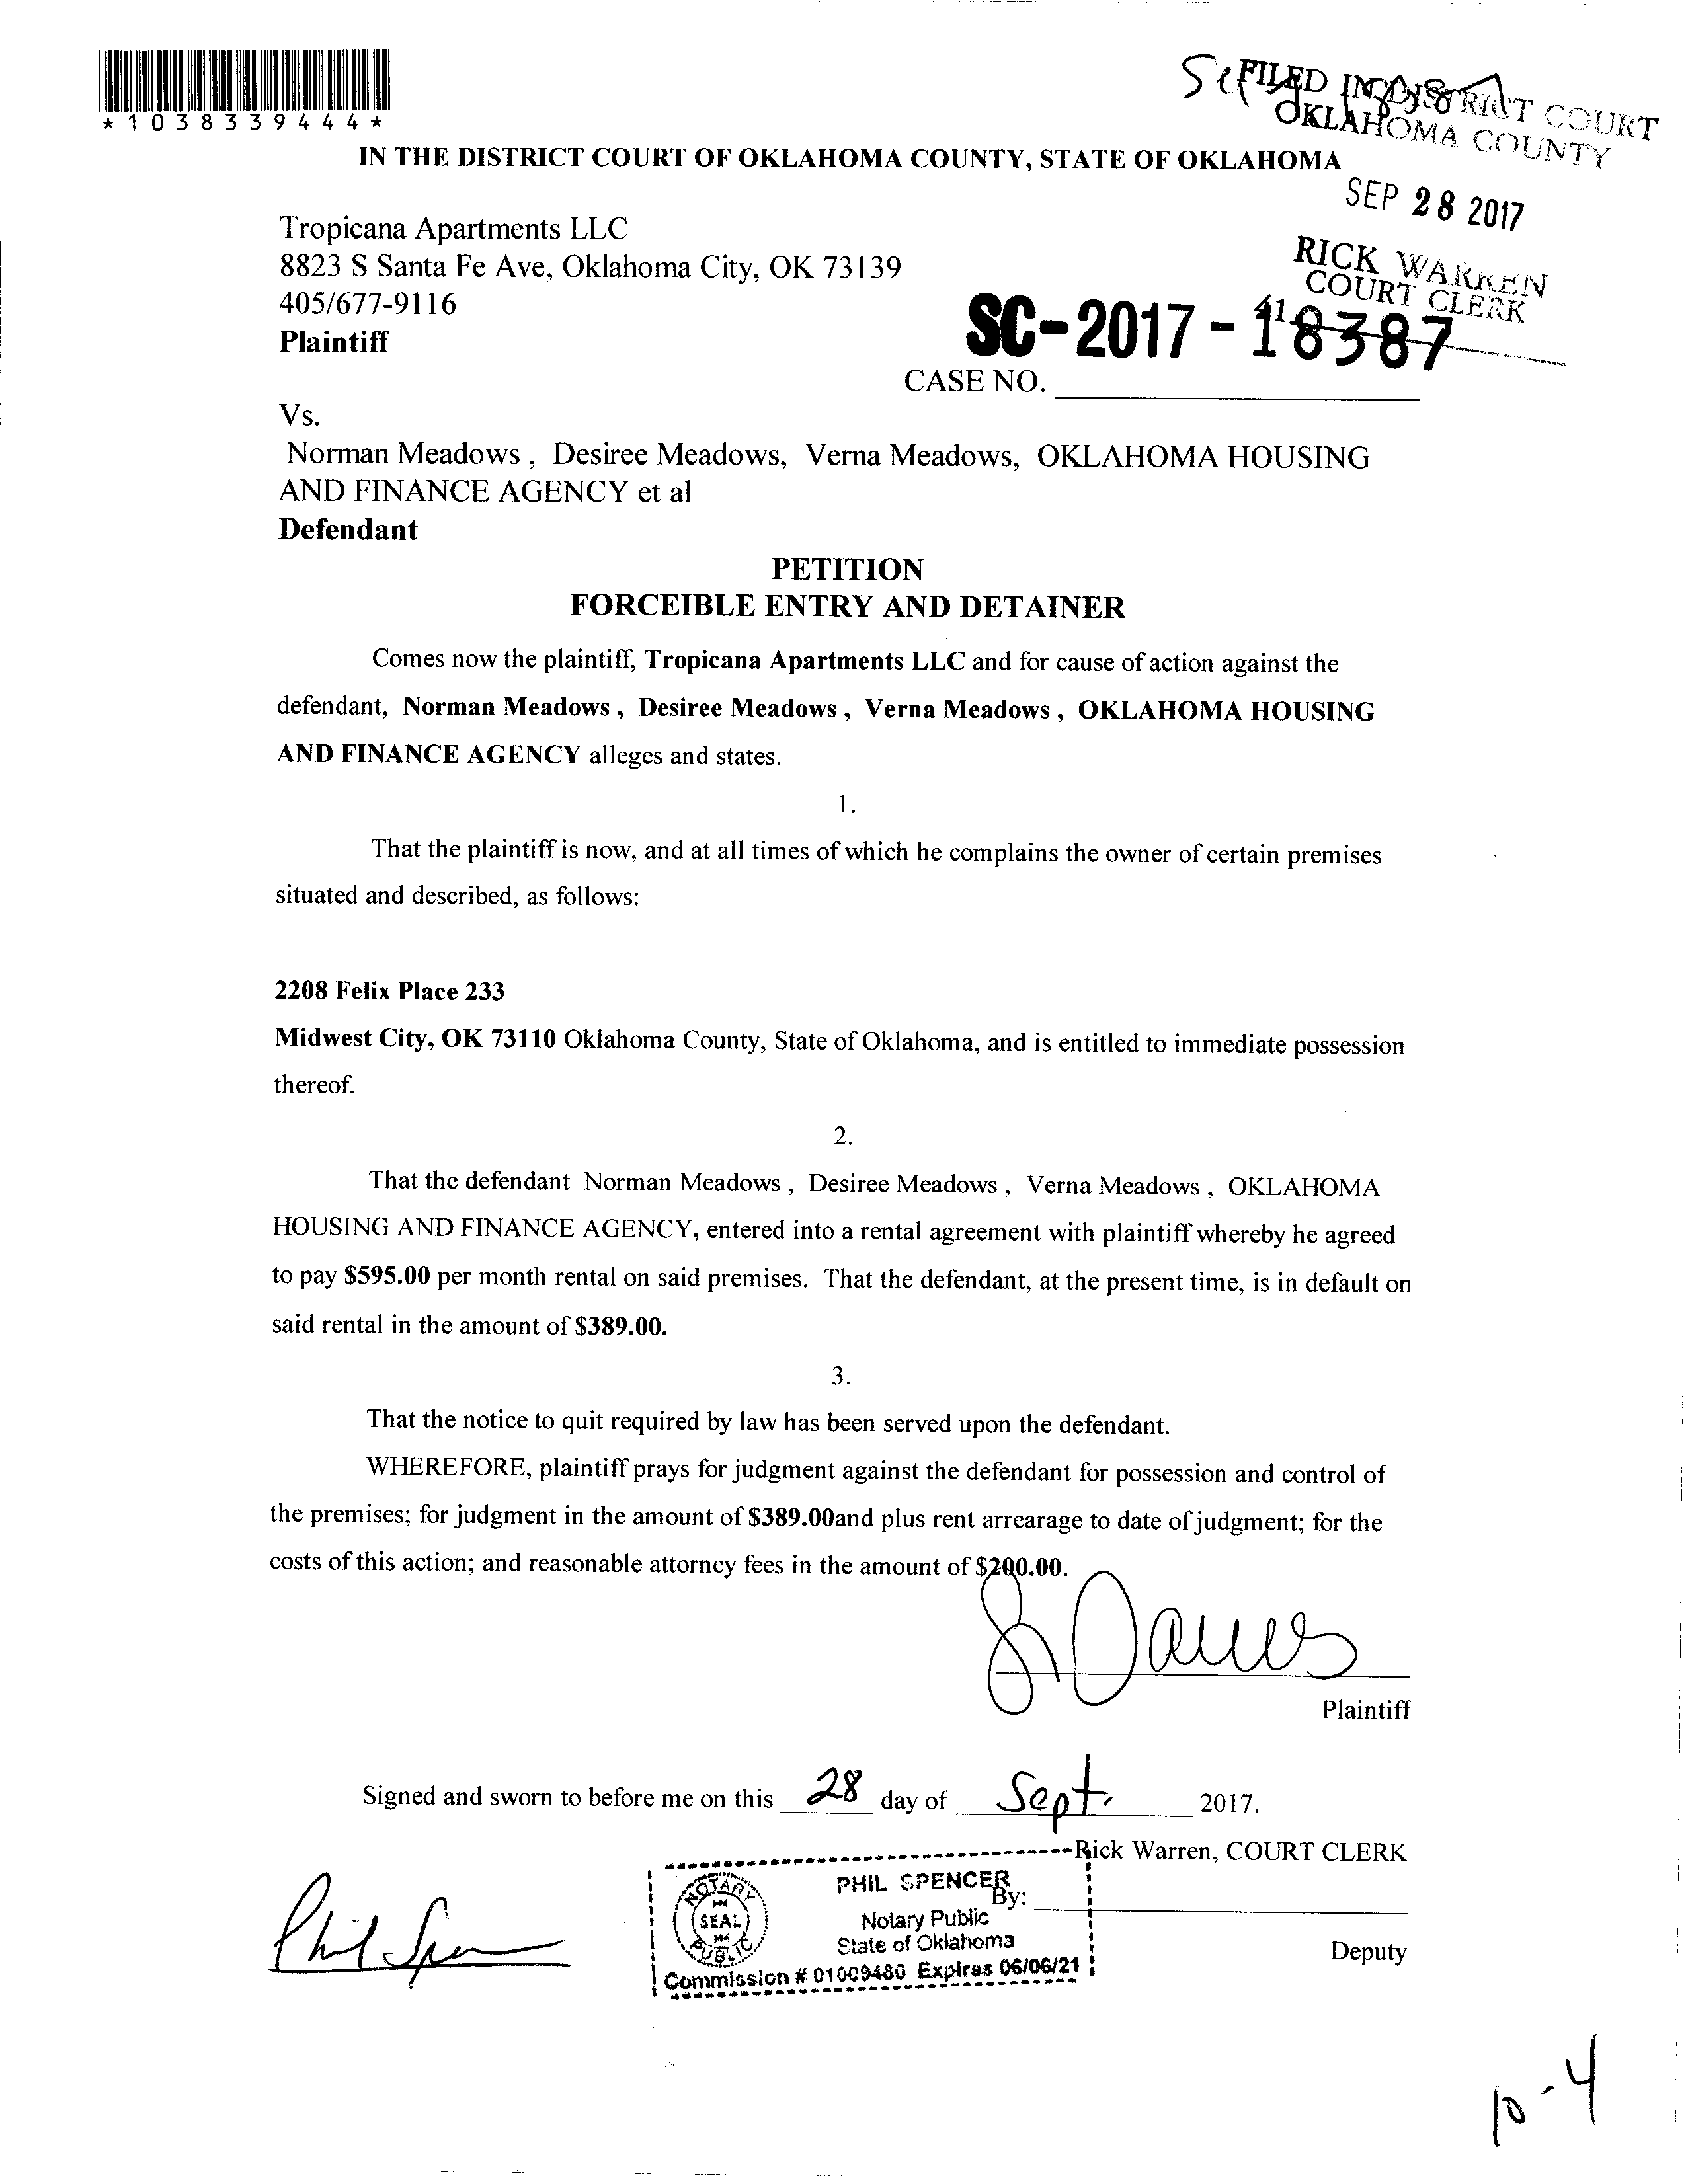 *1038339444*
FILED IN DISTRICT COURT
OKLAHOMA COUNTY
IN THE DISTRICT COURT OF OKLAHOMA COUNTY, STATE OF OKLAHOMA
SEP 28 2017
Tropicana Apartments LLC
8823 S Santa Fe Ave, Oklahoma City, OK 73139
RICK WARREN
COURT CLERK
405/677-9116
SC-2017-18387
Plaintiff
CASE NO.
Vs.
Norman Meadows , Desiree Meadows, Verna Meadows, OKLAHOMA HOUSING
AND FINANCE AGENCY et al
Defendant
PETITION
FORCEIBLE ENTRY AND DETAINER
Comes now the plaintiff, Tropicana Apartments LLC and for cause of action against the
defendant, Norman Meadows , Desiree Meadows , Verna Meadows , OKLAHOMA HOUSING
AND FINANCE AGENCY alleges and states.
1.
That the plaintiff is now, and at all times of which he complains the owner of certain premises
situated and described, as follows:
2208 Felix Place 233
Midwest City, OK 73110 Oklahoma County, State of Oklahoma, and is entitled to immediate possession
thereof.
2.
That the defendant Norman Meadows , Desiree Meadows , Verna Meadows , OKLAHOMA
HOUSING AND FINANCE AGENCY, entered into a rental agreement with plaintiff whereby he agreed
to pay $595.00 per month rental on said premises. That the defendant, at the present time, is in default on
said rental in the amount of $389.00.
3.
That the notice to quit required by law has been served upon the defendant.
WHEREFORE, plaintiff prays for judgment against the defendant for possession and control of
the premises; for judgment in the amount of $389.00and plus rent arrearage to date of judgment; for the
costs of this action; and reasonable attorney fees in the amount of $200.00.
Plaintiff
Signed and sworn to before me on this 28 day of Sept. 2017.
Rick Warren, COURT CLERK
NOTARY
SEAL
PUBLIC
PHIL SPENCER
By:
Notary Public
State of Oklahoma
Commission # 01009480 Expires 06/06/21
Phil Spencer
Deputy
10-4